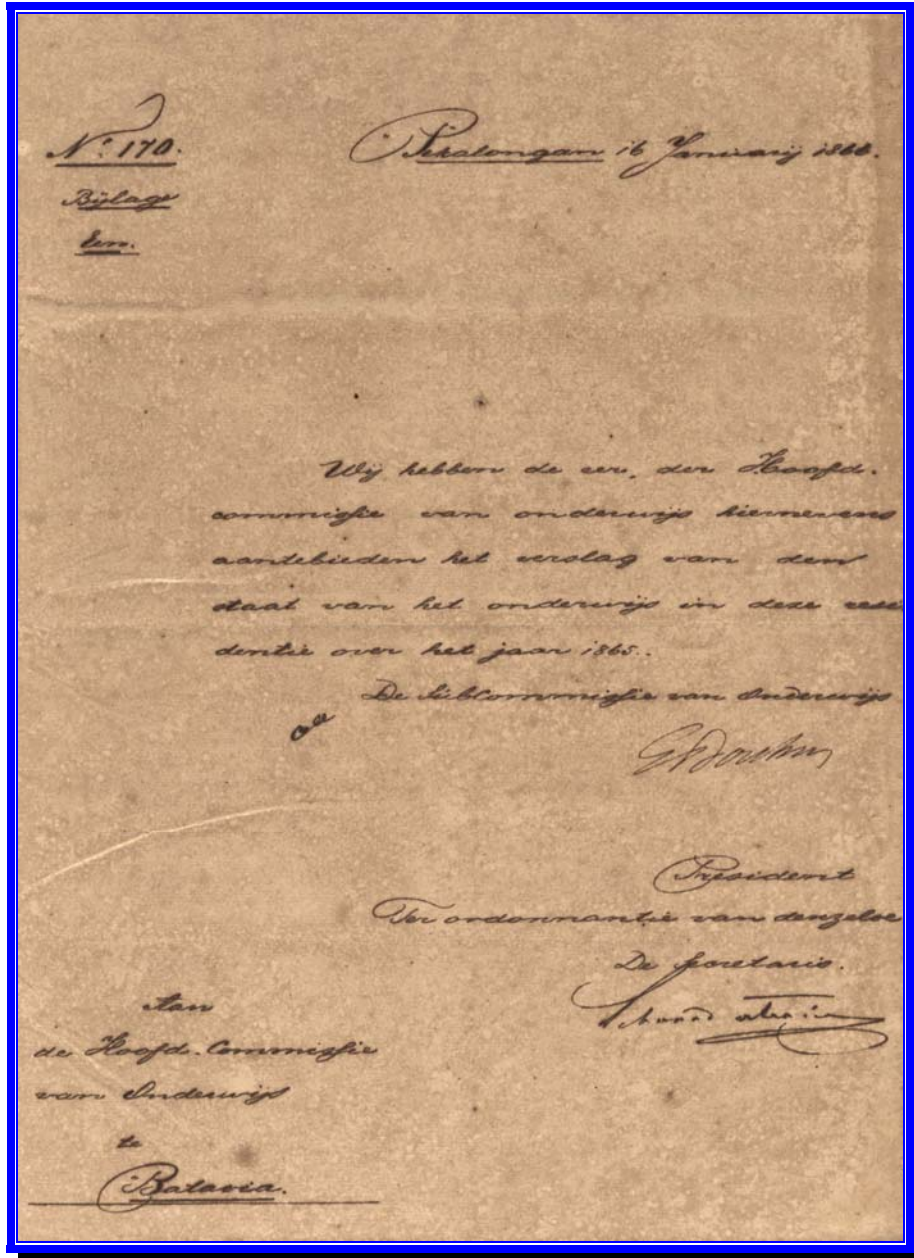 No. 170.
Pekalongan 16 Januarij 1866.
Bijlage
Een.
Wij hebben de eer, der Hoofd-
commissie van onderwijs hiernevens
aantebieden het verslag van den
staat van het onderwijs in deze resi
dentie over het jaar 1865.
De Subcommissie van Onderwijs
President
Ter ordonnantie van denzelve
De Secretaris.
Aan
de Hoofd-Commissie
van Onderwijs
te
Batavia.